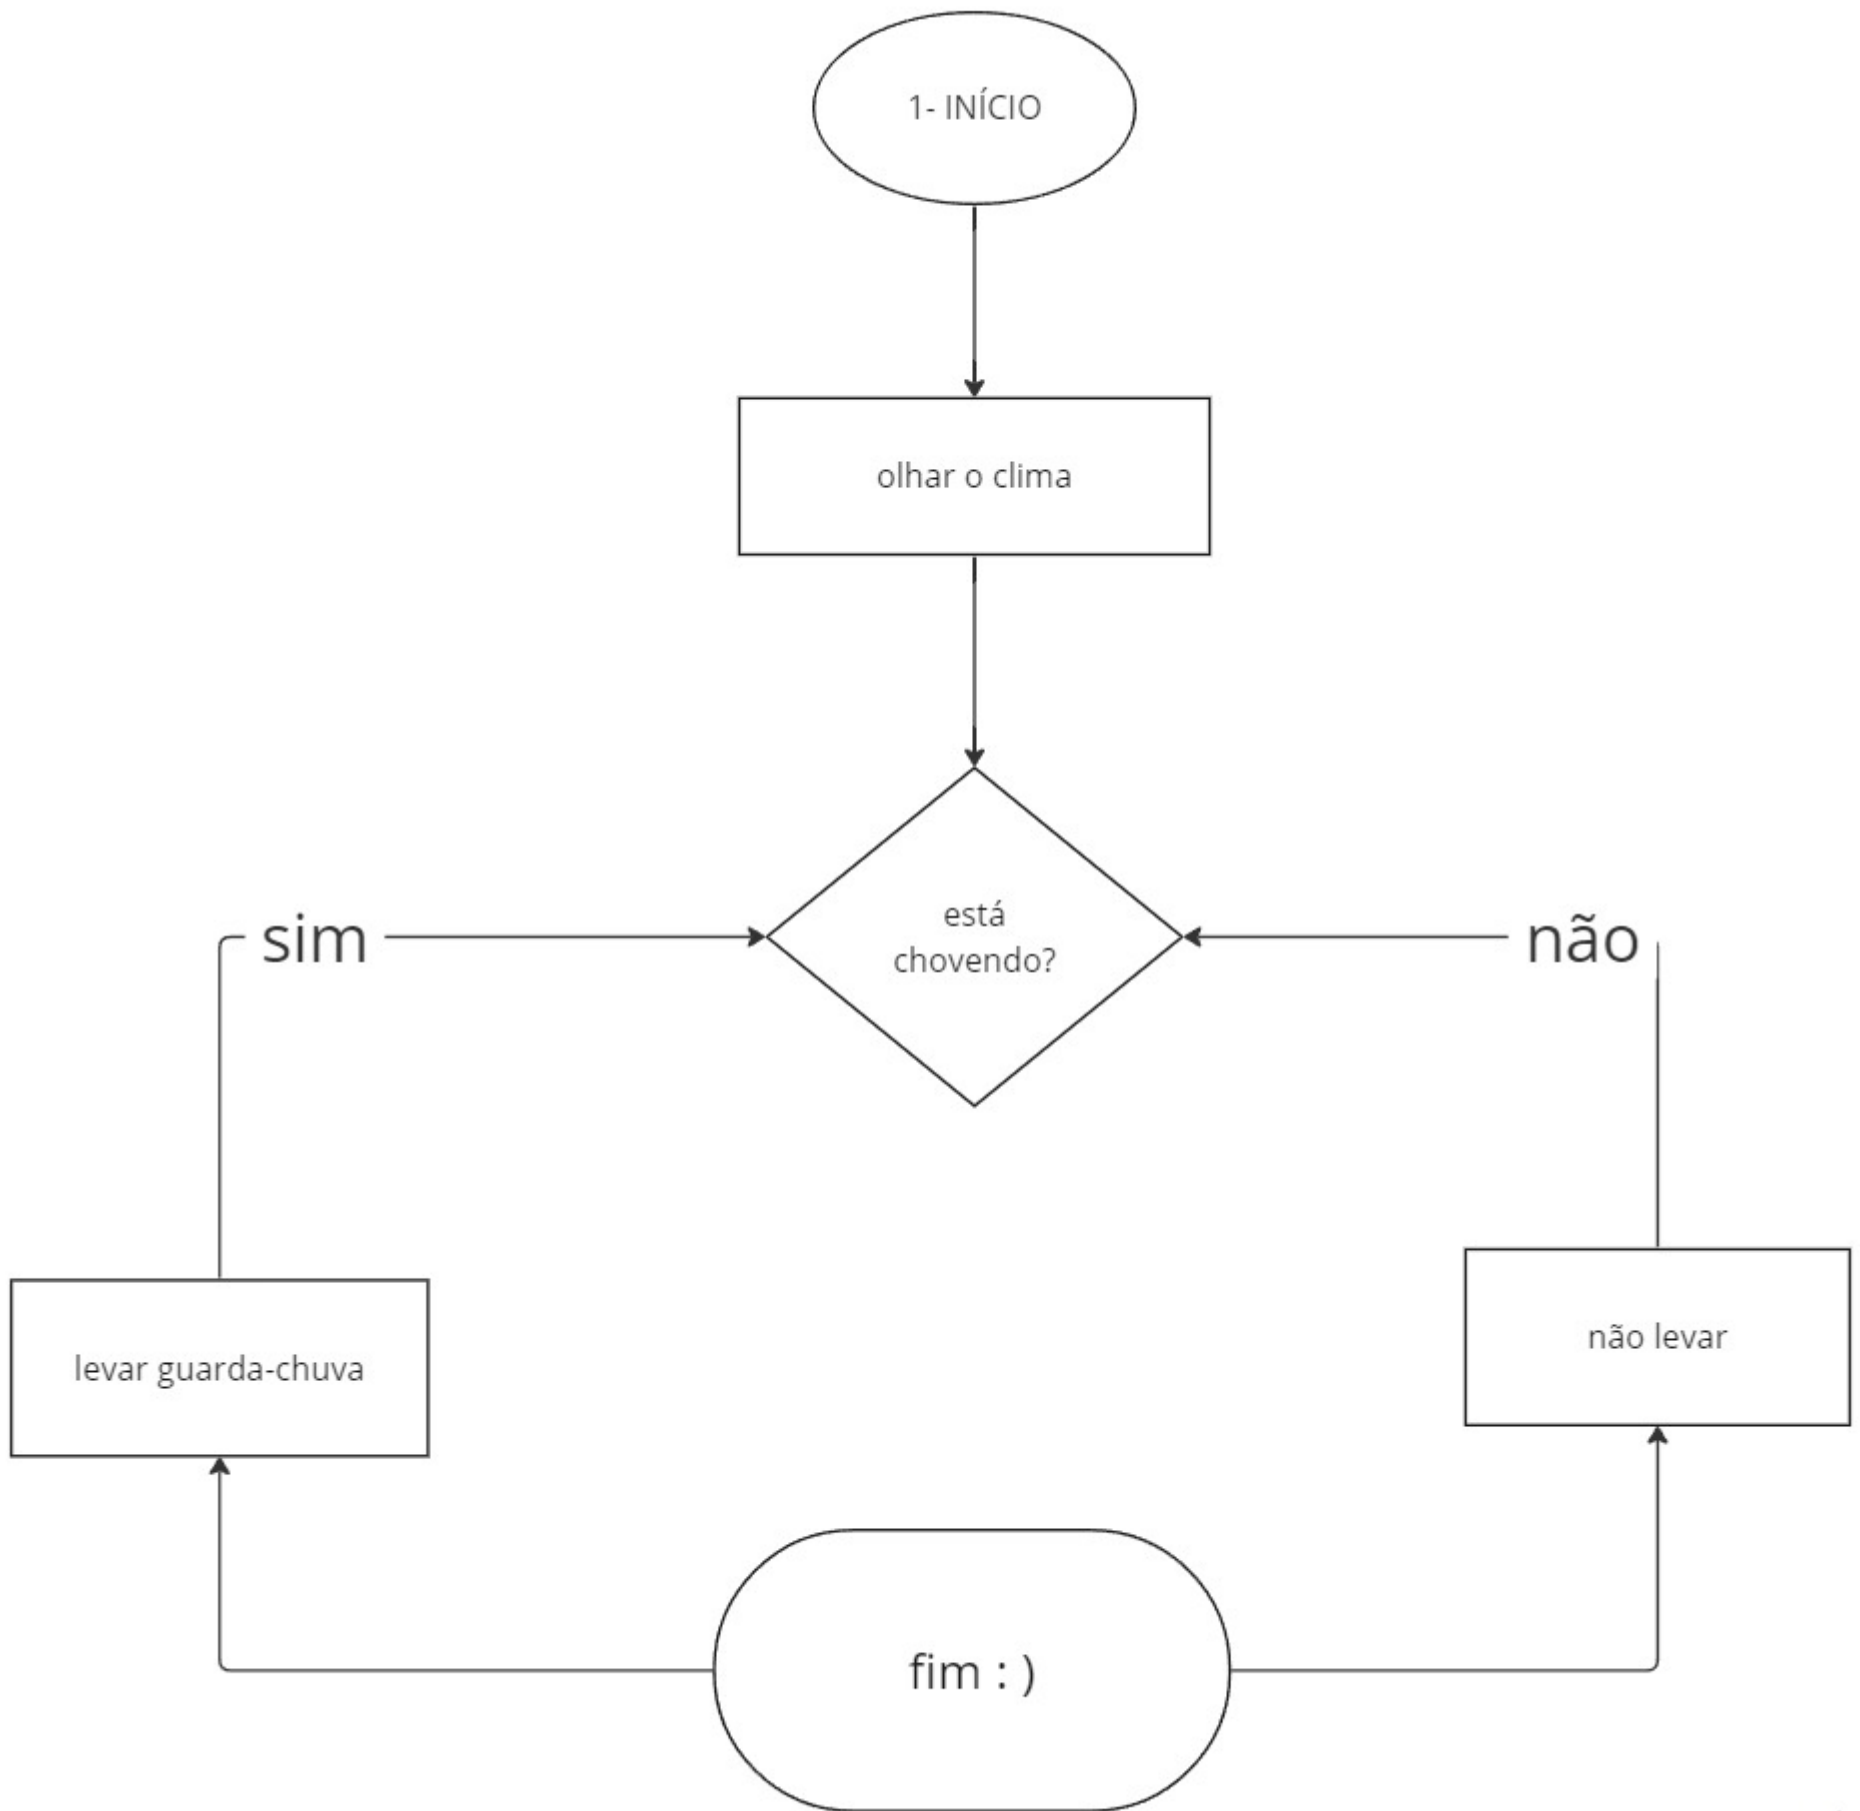 1- INÍCIO
olhar o clima
está
chovendo?
sim
não
levar guarda-chuva
não levar
fim : )